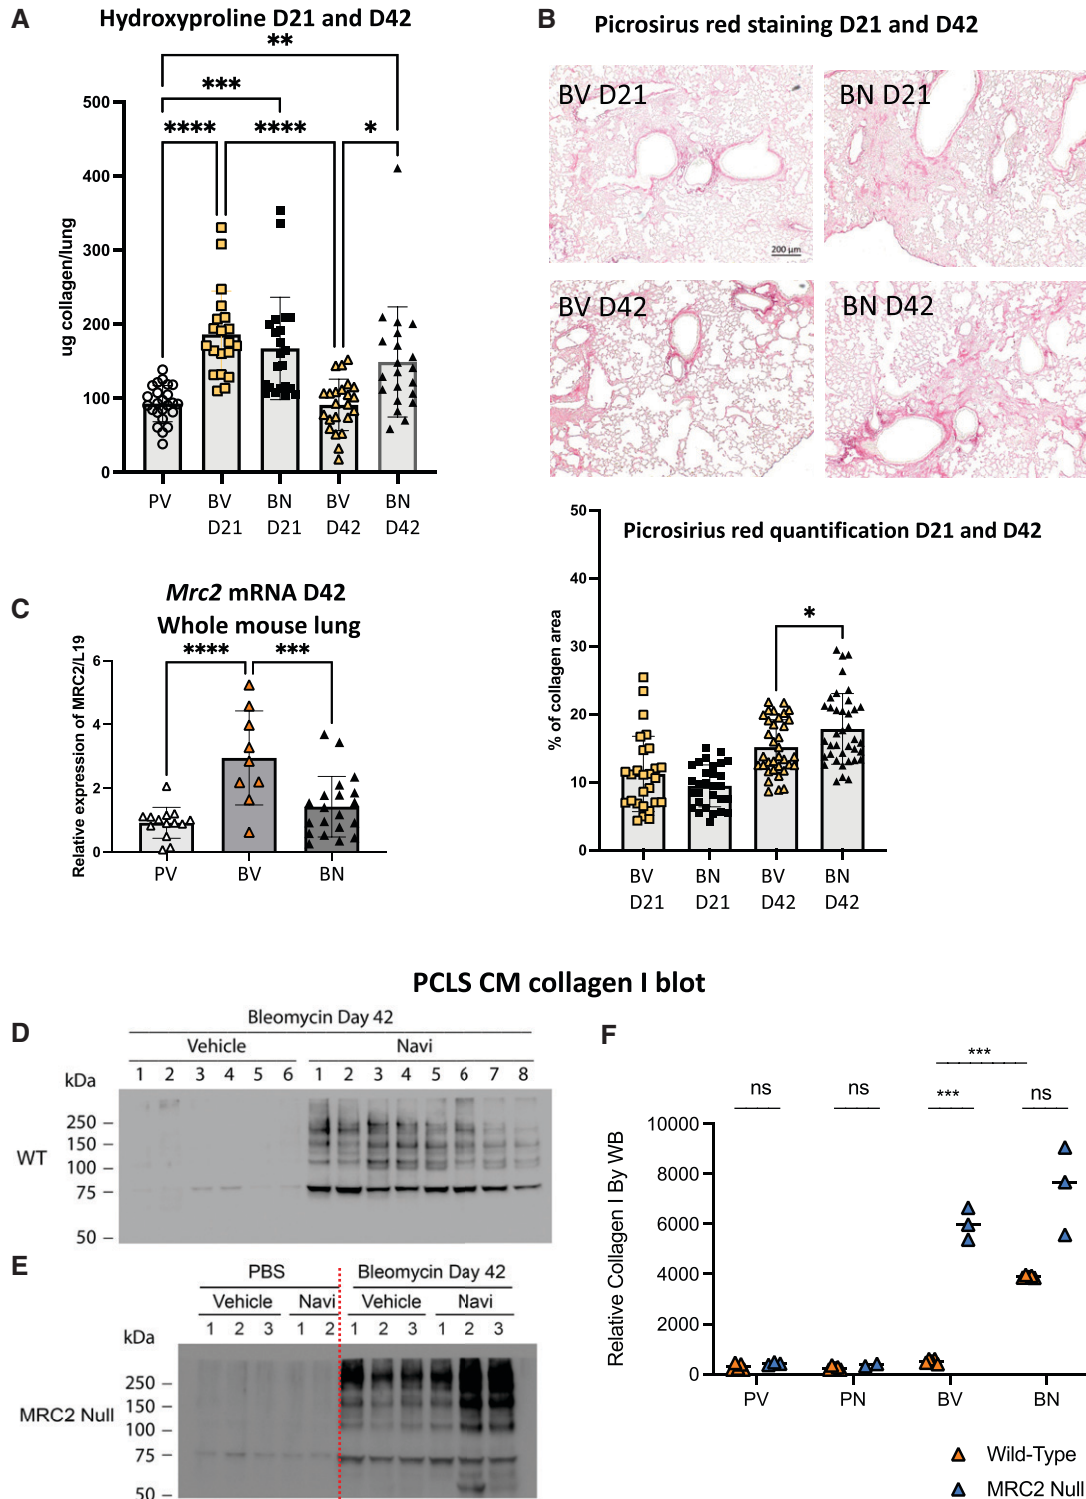 A
Hydroxyproline D21 and D42
**
***
**** **** *
ug collagen/lung
500
400
300
200
100
0
PV BV BN BV BN
D21 D21 D42 D42
B
Picrosirus red staining D21 and D42
BV D21
BN D21
200 µm
BV D42
BN D42
Picrosirius red quantification D21 and D42
% of collagen area
50
40
30
20
10
0
*
BV BN BV BN
D21 D21 D42 D42
C
Mrc2 mRNA D42
Whole mouse lung
Relative expression of MRC2/L19
**** ***
6
4
2
0
PV BV BN
PCLS CM collagen I blot
D
Bleomycin Day 42
Vehicle Navi
1 2 3 4 5 6 1 2 3 4 5 6 7 8
kDa
250
150
100
75
50
WT
E
PBS Bleomycin Day 42
Vehicle Navi Vehicle Navi
1 2 3 1 2 1 2 3 1 2 3
kDa
250
150
100
75
50
MRC2 Null
F
Relative Collagen I By WB
ns ns *** *** ns
10000
8000
6000
4000
2000
0
PV PN BV BN
Wild-Type
MRC2 Null